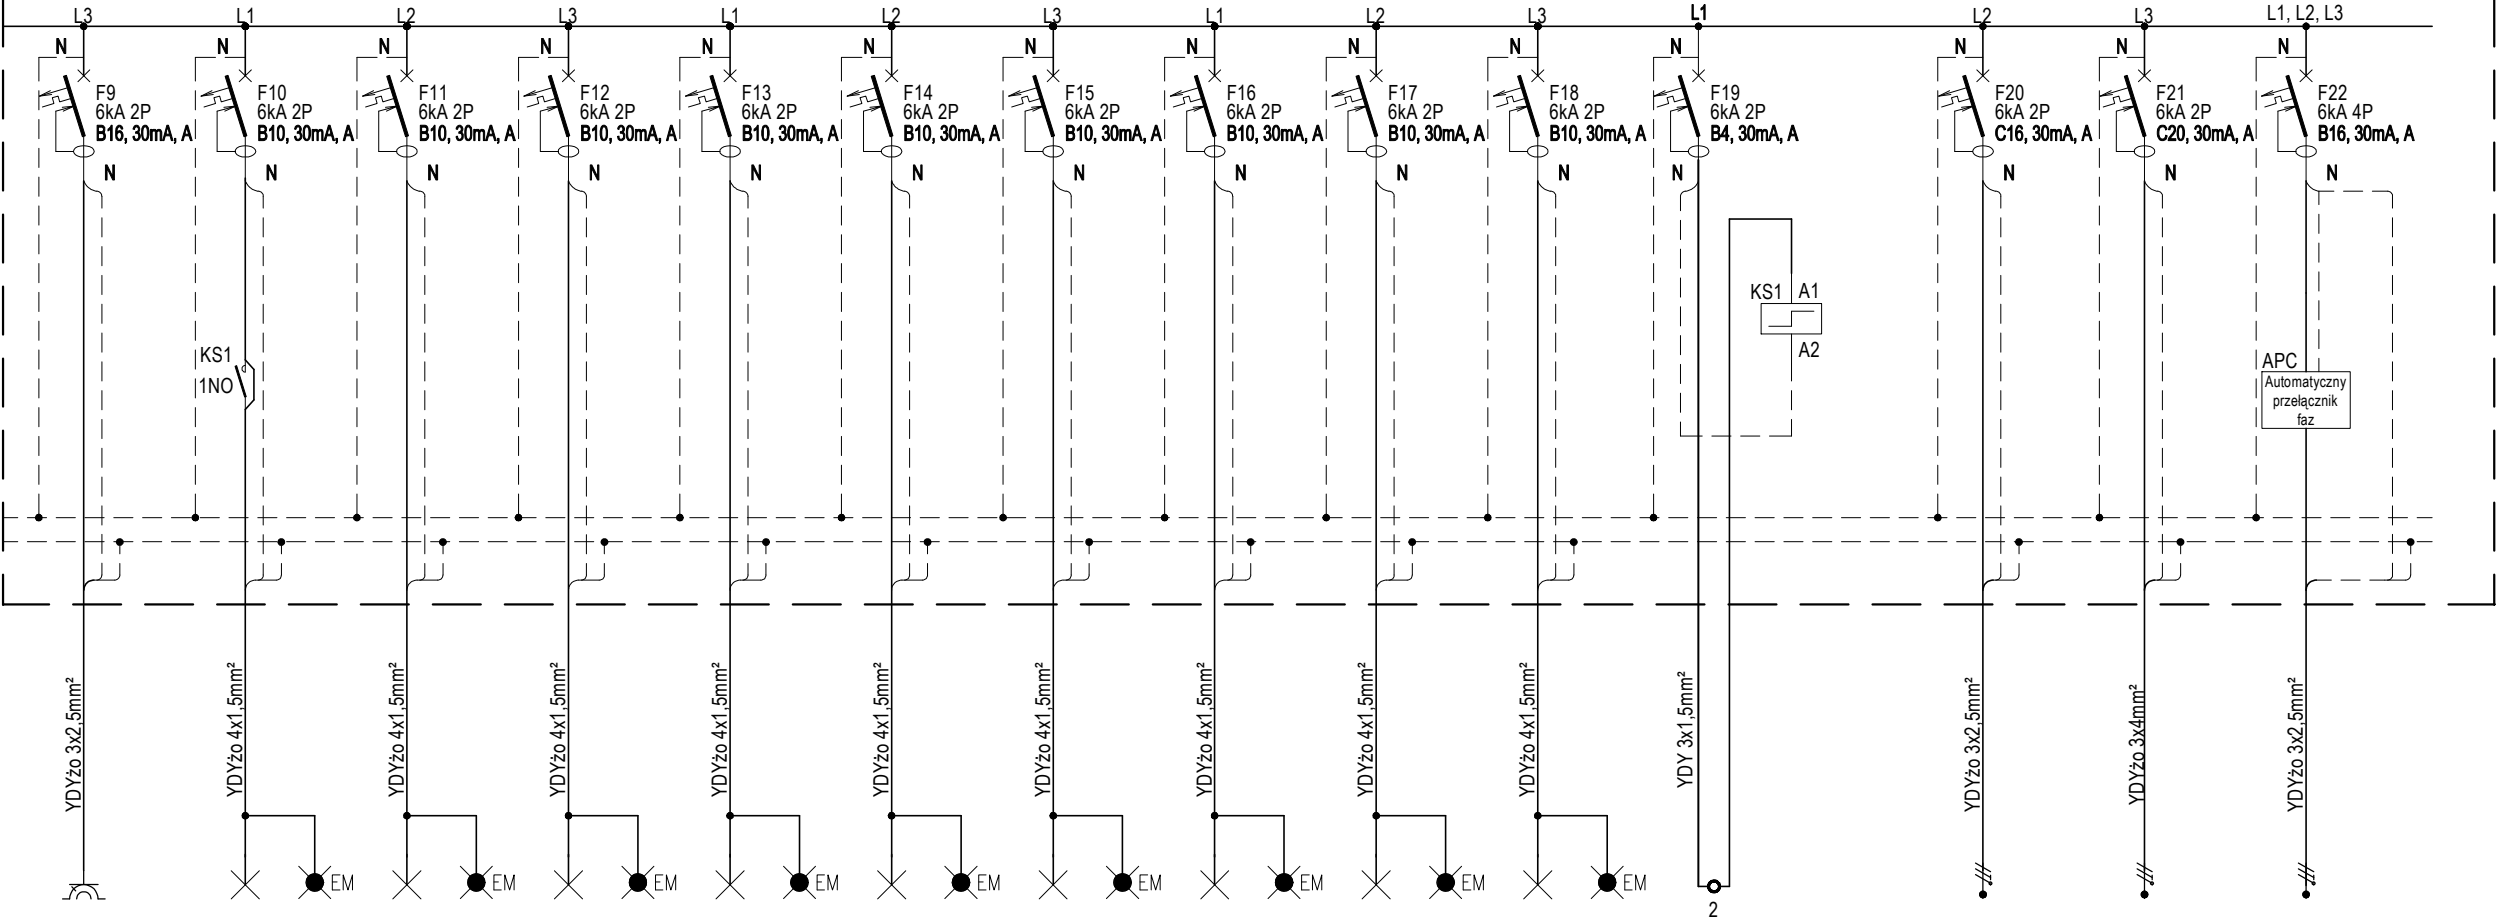 L3 L1 L2 L3 L1 L2 L3 L1 L2 L3 L1 L2 L3 L1, L2, L3
N N N N N N N N N N N N N N
F9 F10 F11 F12 F13 F14 F15 F16 F17 F18 F19 F20 F21 F22
6kA 2P 6kA 2P 6kA 2P 6kA 2P 6kA 2P 6kA 2P 6kA 2P 6kA 2P 6kA 2P 6kA 2P 6kA 2P 6kA 2P 6kA 2P 6kA 4P
B16, 30mA, A B10, 30mA, A B10, 30mA, A B10, 30mA, A B10, 30mA, A B10, 30mA, A B10, 30mA, A B10, 30mA, A B10, 30mA, A B10, 30mA, A B4, 30mA, A C16, 30mA, A C20, 30mA, A B16, 30mA, A
N N N N N N N N N N N N N N
KS1 A1
A2
KS1
1NO
APC
Automatyczny
przełącznik
faz
YDYżo 3x2,5mm²
YDYżo 4x1,5mm²
YDYżo 4x1,5mm²
YDYżo 4x1,5mm²
YDYżo 4x1,5mm²
YDYżo 4x1,5mm²
YDYżo 4x1,5mm²
YDYżo 4x1,5mm²
YDYżo 4x1,5mm²
YDYżo 4x1,5mm²
YDY 3x1,5mm²
YDYżo 3x2,5mm²
YDYżo 3x4mm²
YDYżo 3x2,5mm²
EM EM EM EM EM EM EM EM EM
2